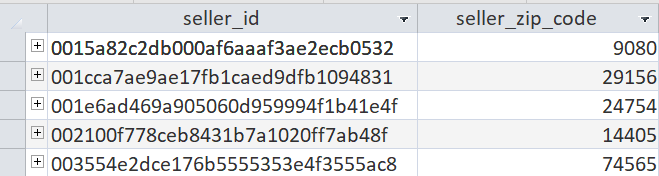 seller_id seller_zip_code
0015a82c2db000af6aaaf3ae2ecb0532 9080
001cca7ae9ae17fb1caed9dfb1094831 29156
001e6ad469a905060d959994f1b41e4f 24754
002100f778ceb8431b7a1020ff7ab48f 14405
003554e2dce176b5555353e4f3555ac8 74565